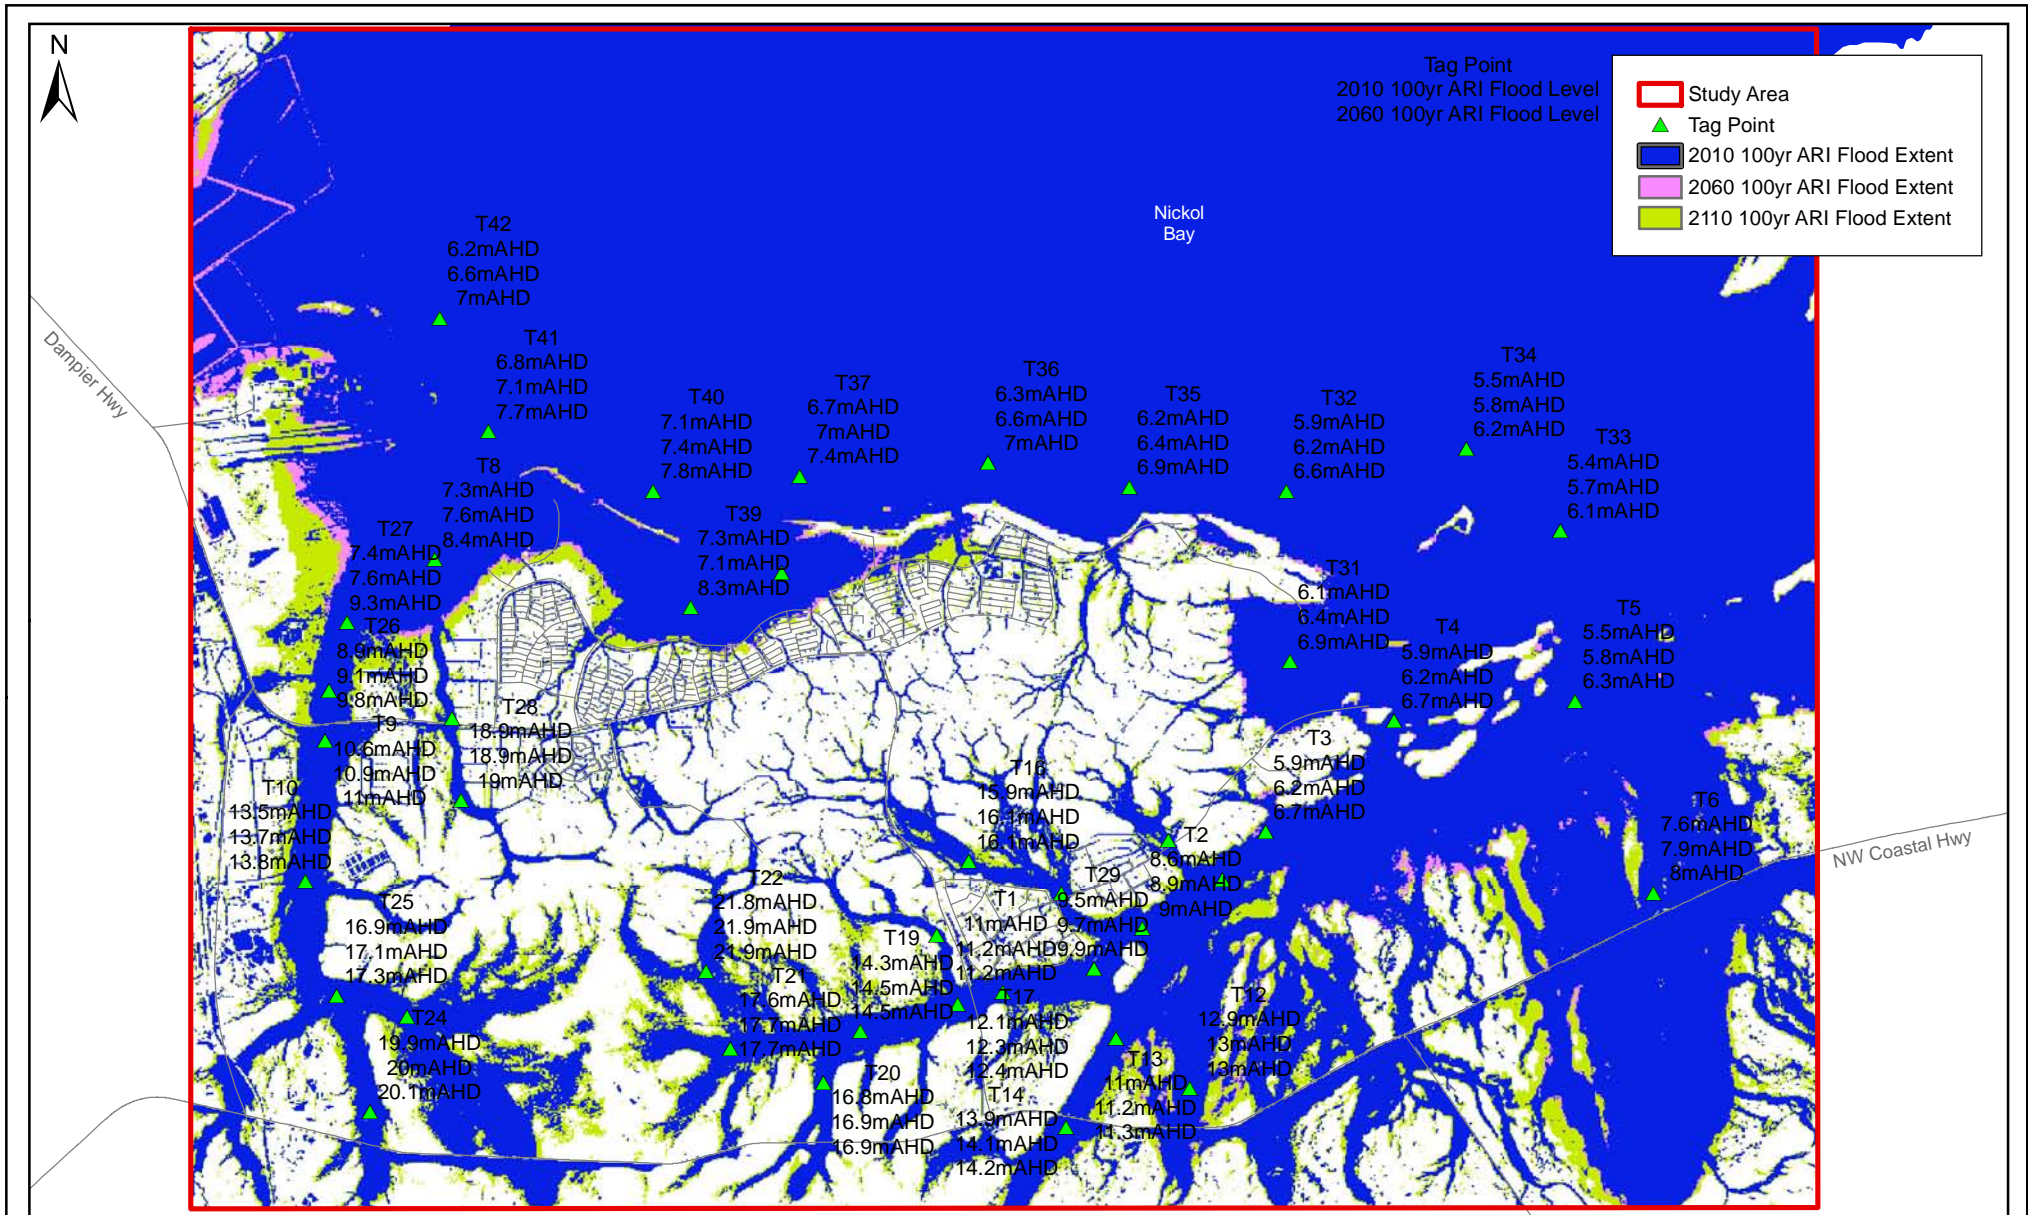 N
Tag Point
2010 100yr ARI Flood Level
2060 100yr ARI Flood Level
Study Area
Tag Point
2010 100yr ARI Flood Extent
2060 100yr ARI Flood Extent
2110 100yr ARI Flood Extent
Nickol
Bay
Dampier Hwy
NW Coastal Hwy
T42
6.2mAHD
6.6mAHD
7mAHD
T41
6.8mAHD
7.1mAHD
7.7mAHD
T40
7.1mAHD
7.4mAHD
7.8mAHD
T37
6.7mAHD
7mAHD
7.4mAHD
T36
6.3mAHD
6.6mAHD
7mAHD
T35
6.2mAHD
6.4mAHD
6.9mAHD
T32
5.9mAHD
6.2mAHD
6.6mAHD
T34
5.5mAHD
5.8mAHD
6.2mAHD
T33
5.4mAHD
5.7mAHD
6.1mAHD
T8
7.3mAHD
7.6mAHD
8.4mAHD
T27
7.4mAHD
7.6mAHD
9.3mAHD
T39
7.3mAHD
7.1mAHD
8.3mAHD
T31
6.1mAHD
6.4mAHD
6.9mAHD
T4
5.9mAHD
6.2mAHD
6.7mAHD
T5
5.5mAHD
5.8mAHD
6.3mAHD
T26
8.9mAHD
9.1mAHD
9.8mAHD
T9
10.6mAHD
10.9mAHD
11mAHD
T28
18.9mAHD
18.9mAHD
19mAHD
T10
13.5mAHD
13.7mAHD
13.8mAHD
T16
15.9mAHD
16.1mAHD
16.1mAHD
T3
5.9mAHD
6.2mAHD
6.7mAHD
T6
7.6mAHD
7.9mAHD
8mAHD
T2
8.6mAHD
8.9mAHD
9mAHD
T29
9.5mAHD
9.7mAHD
9.9mAHD
T1
11mAHD
11.2mAHD
11.2mAHD
T22
21.8mAHD
21.9mAHD
21.9mAHD
T25
16.9mAHD
17.1mAHD
17.3mAHD
T19
14.3mAHD
14.5mAHD
14.5mAHD
T21
17.6mAHD
17.7mAHD
17.7mAHD
T17
12.1mAHD
12.3mAHD
12.4mAHD
T12
12.9mAHD
13mAHD
13mAHD
T24
19.9mAHD
20mAHD
20.1mAHD
T13
11mAHD
11.2mAHD
11.3mAHD
T20
16.8mAHD
16.9mAHD
16.9mAHD
T14
13.9mAHD
14.1mAHD
14.2mAHD